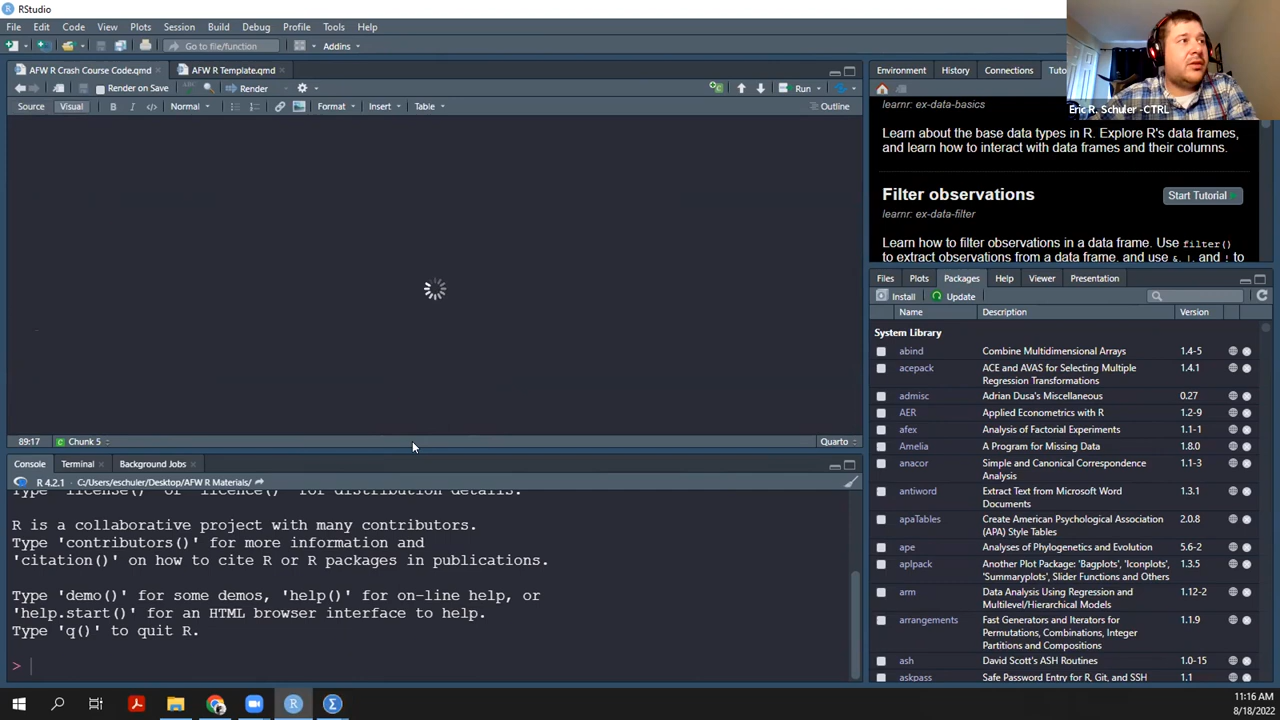 RStudio
File Edit Code View Plots Session Build Debug Profile Tools Help
Go to file/function Addins
AFW R Crash Course Code.qmd AFW R Template.qmd
Render on Save Render Run
Source Visual B I </> Normal Format Insert Table Outline
89:17 Chunk 5 Quarto
Console Terminal Background Jobs
R 4.2.1 · C:/Users/eschuler/Desktop/AFW R Materials/
Type 'license()' or 'licence()' for distribution details.
R is a collaborative project with many contributors.
Type 'contributors()' for more information and
'citation()' on how to cite R or R packages in publications.
Type 'demo()' for some demos, 'help()' for on-line help, or
'help.start()' for an HTML browser interface to help.
Type 'q()' to quit R.
>
Environment History Connections Tuto
Eric R. Schuler -CTRL
learnr: ex-data-basics
Learn about the base data types in R. Explore R's data frames,
and learn how to interact with data frames and their columns.
Filter observations Start Tutorial
learnr: ex-data-filter
Learn how to filter observations in a data frame. Use filter()
to extract observations from a data frame, and use &, |, and ! to
Files Plots Packages Help Viewer Presentation
Install Update
Name Description Version
System Library
abind Combine Multidimensional Arrays 1.4-5
acepack ACE and AVAS for Selecting Multiple 1.4.1
Regression Transformations
admisc Adrian Dusa's Miscellaneous 0.27
AER Applied Econometrics with R 1.2-9
afex Analysis of Factorial Experiments 1.1-1
Amelia A Program for Missing Data 1.8.0
anacor Simple and Canonical Correspondence 1.1-3
Analysis
antiword Extract Text from Microsoft Word 1.3.1
Documents
apaTables Create American Psychological Association 2.0.8
(APA) Style Tables
ape Analyses of Phylogenetics and Evolution 5.6-2
aplpack Another Plot Package: 'Bagplots', 'Iconplots', 1.3.5
'Summaryplots', Slider Functions and Others
arm Data Analysis Using Regression and 1.12-2
Multilevel/Hierarchical Models
arrangements Fast Generators and Iterators for 1.1.9
Permutations, Combinations, Integer
Partitions and Compositions
ash David Scott's ASH Routines 1.0-15
askpass Safe Password Entry for R, Git, and SSH 1.1
11:16 AM
8/18/2022